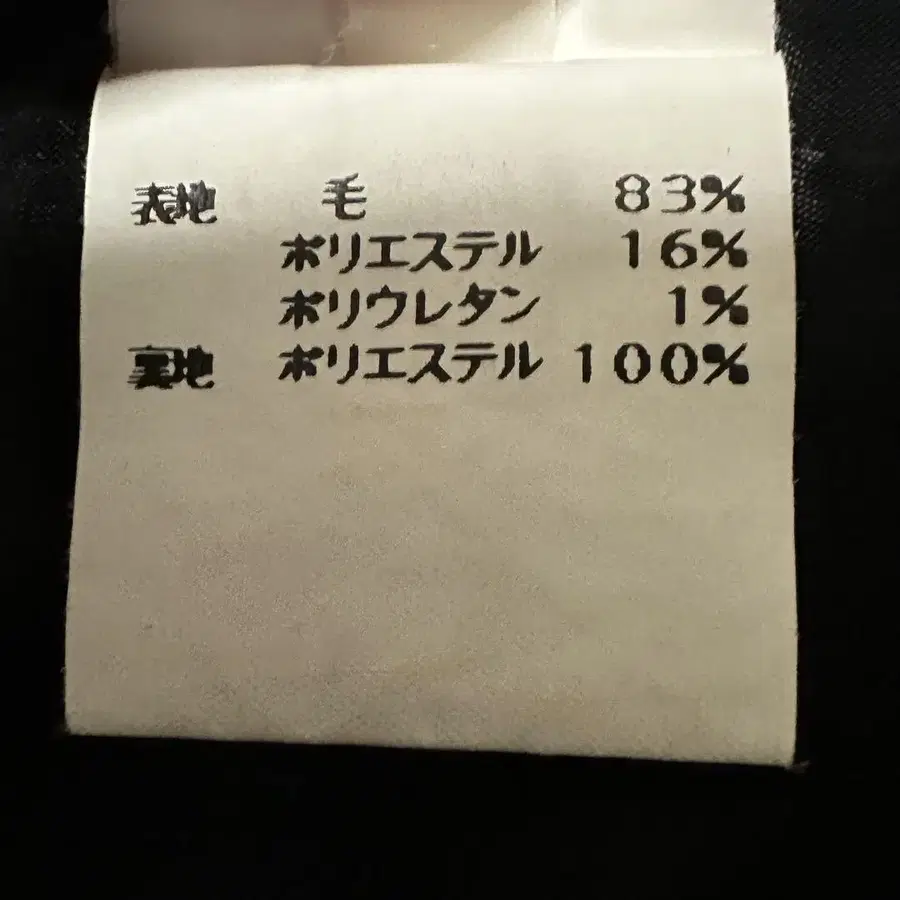 表地 毛 83%
ポリエステル 16%
ポリウレタン 1%
裏地 ポリエステル 100%